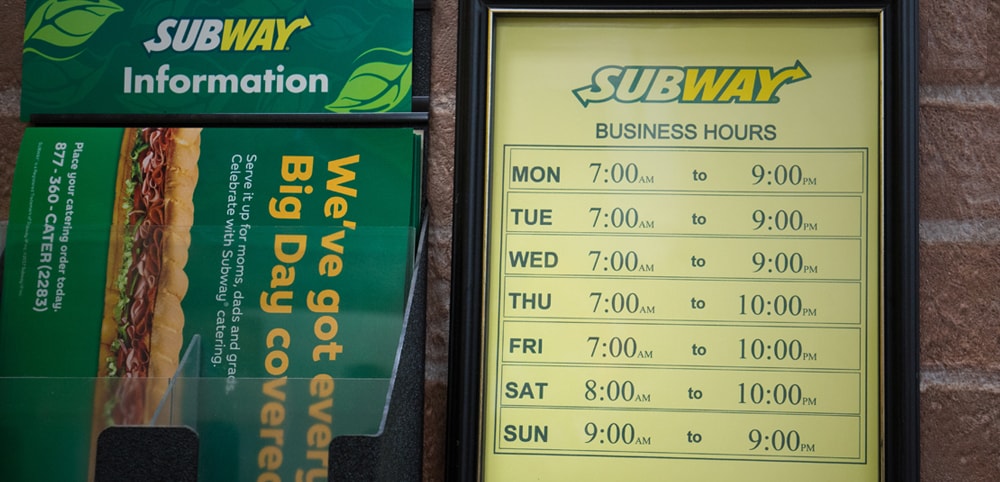 SUBWAY
Information
We've got every
Big Day covered
Serve it up for moms, dads and grads.
Celebrate with Subway® catering.
Place your catering order today.
877-360-CATER (2283)
SUBWAY
BUSINESS HOURS
MON 7:00AM to 9:00PM
TUE 7:00AM to 9:00PM
WED 7:00AM to 9:00PM
THU 7:00AM to 10:00PM
FRI 7:00AM to 10:00PM
SAT 8:00AM to 10:00PM
SUN 9:00AM to 9:00PM